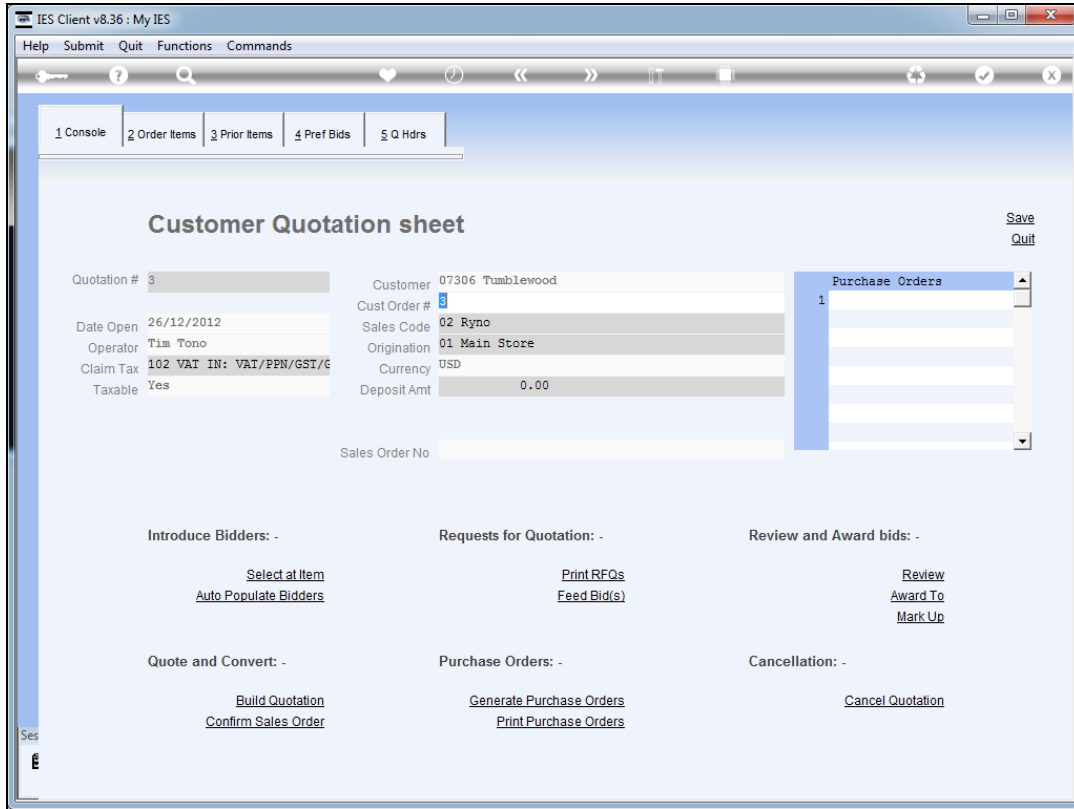 IES Client v8.36 : My IES
Help Submit Quit Functions Commands
1 Console 2 Order Items 3 Prior Items 4 Pref Bids 5 Q Hdrs
Customer Quotation sheet
Save
Quit
Quotation # 3
Customer 07306 Tumblewood
Cust Order # 3
Date Open 26/12/2012
Sales Code 02 Ryno
Operator Tim Tono
Origination 01 Main Store
Claim Tax 102 VAT IN: VAT/PPN/GST/G
Currency USD
Taxable Yes
Deposit Amt 0.00
Sales Order No
Purchase Orders
1
Introduce Bidders: - Requests for Quotation: - Review and Award bids: -
Select at Item Print RFQs Review
Auto Populate Bidders Feed Bid(s) Award To
Mark Up
Quote and Convert: - Purchase Orders: - Cancellation: -
Build Quotation Generate Purchase Orders Cancel Quotation
Confirm Sales Order Print Purchase Orders
Ses